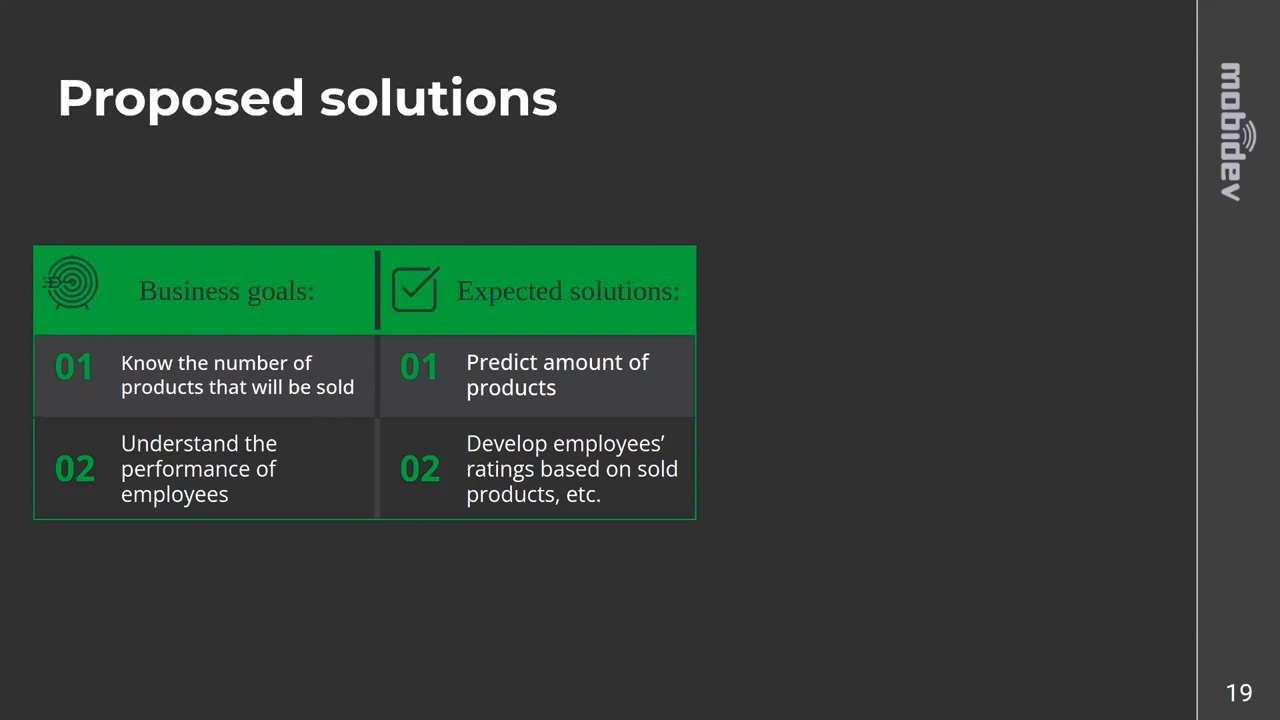 Proposed solutions
mobidev
Business goals:
Expected solutions:
01
Know the number of
products that will be sold
01
Predict amount of
products
02
Understand the
performance of
employees
02
Develop employees’
ratings based on sold
products, etc.
19